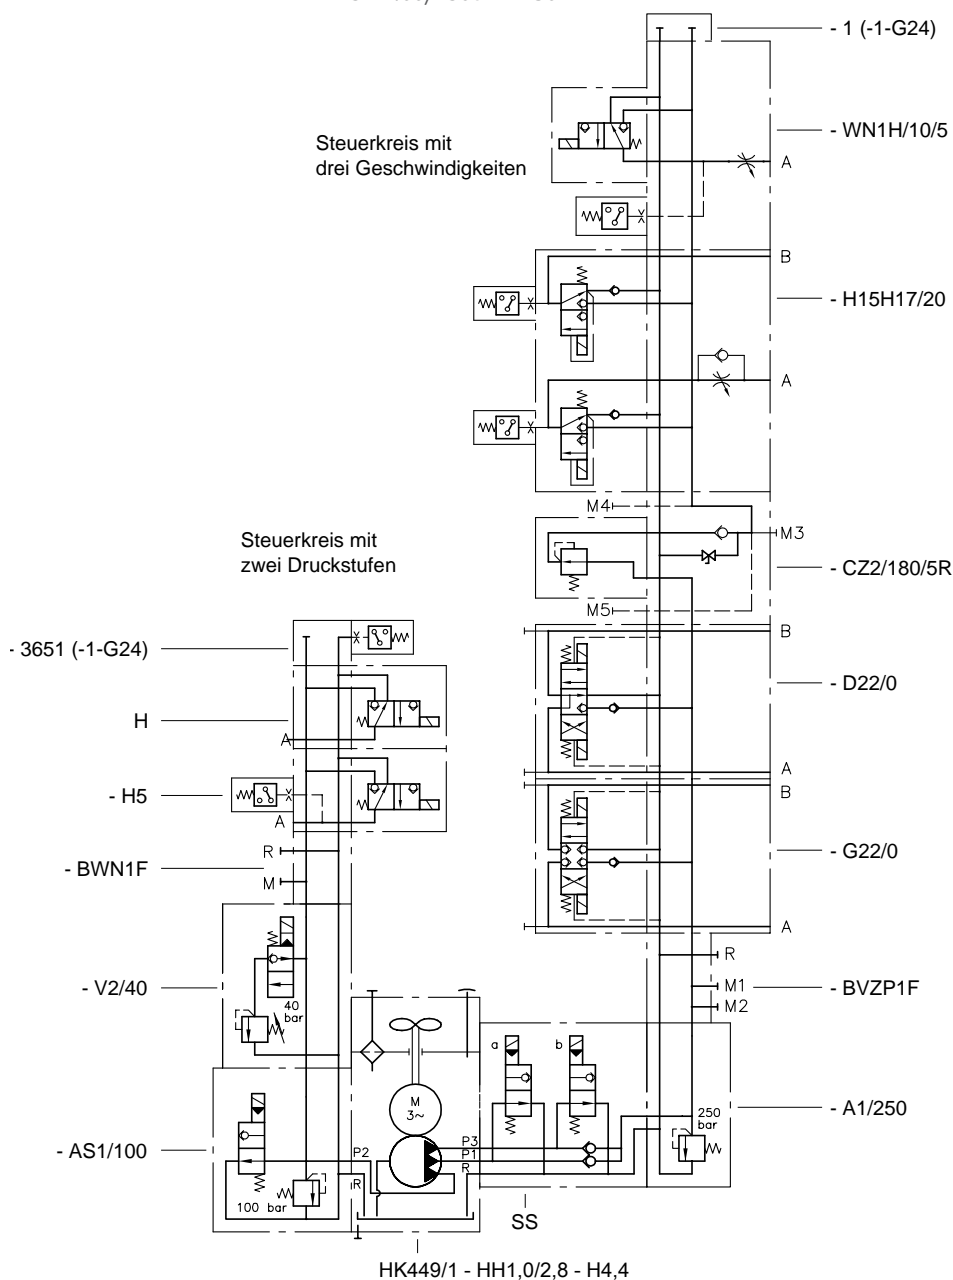 - 1 (-1-G24)
- WN1H/10/5
Steuerkreis mit
drei Geschwindigkeiten
A
B
- H15H17/20
A
M4
M3
Steuerkreis mit
zwei Druckstufen
- CZ2/180/5R
M5
B
- 3651 (-1-G24)
- D22/0
H
A
A
B
- H5
A
R
- G22/0
- BWN1F
M
A
R
- V2/40
M1
- BVZP1F
40
bar
M2
a
b
M
3~
250
bar
- A1/250
- AS1/100
P2
P3
P1
R
R
100 bar
SS
HK449/1 - HH1,0/2,8 - H4,4